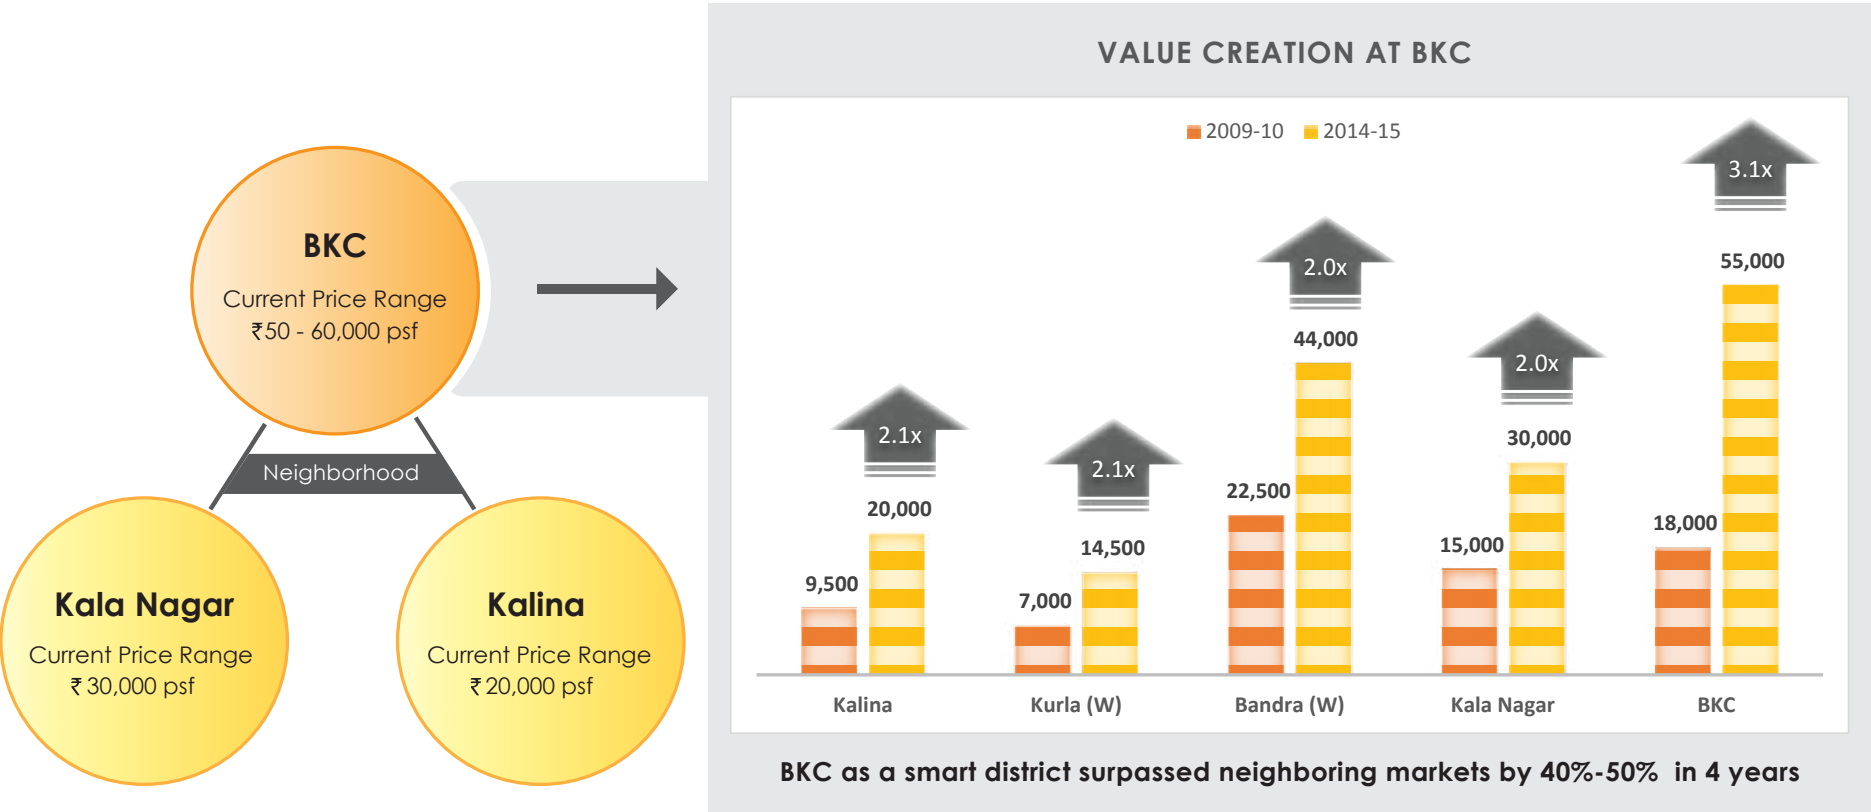 BKC
Current Price Range
₹50 - 60,000 psf
Neighborhood
Kala Nagar
Current Price Range
₹30,000 psf
Kalina
Current Price Range
₹20,000 psf
VALUE CREATION AT BKC
2009-10 2014-15
3.1x
2.0x
2.0x
2.1x
2.1x
55,000
44,000
30,000
20,000
14,500
22,500
18,000
15,000
9,500
7,000
Kalina Kurla (W) Bandra (W) Kala Nagar BKC
BKC as a smart district surpassed neighboring markets by 40%-50% in 4 years